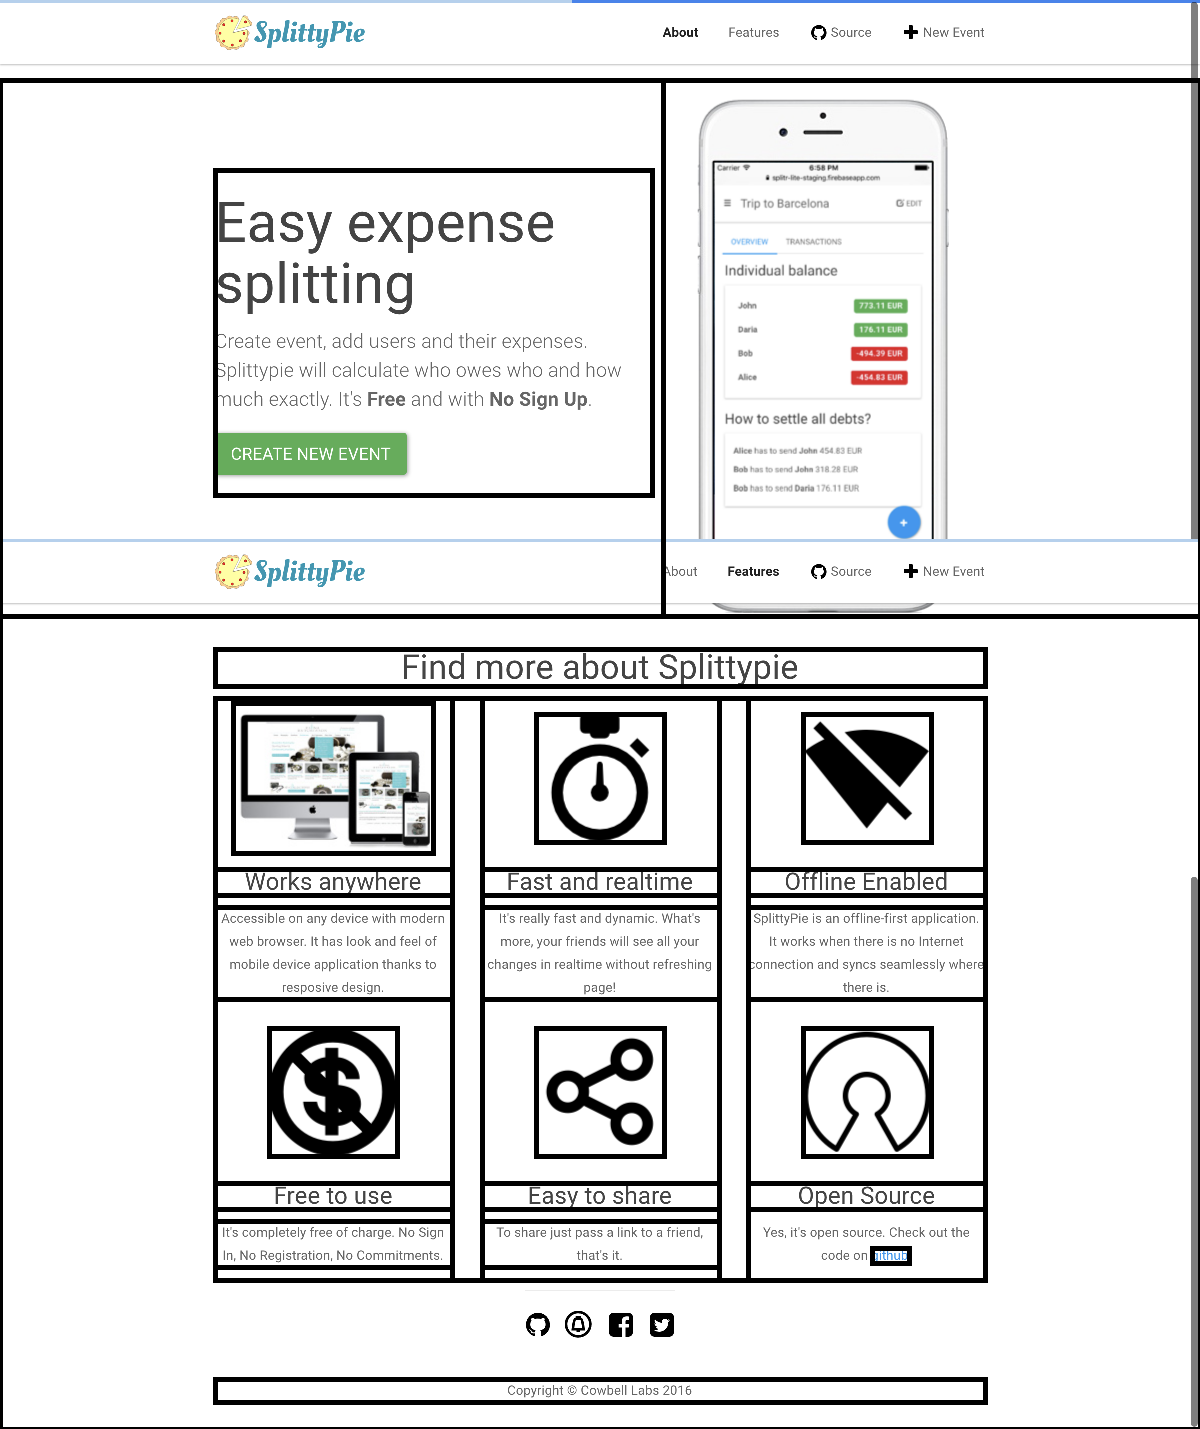 SplittyPie
About Features Source New Event
Easy expense
splitting
Create event, add users and their expenses.
Splittypie will calculate who owes who and how
much exactly. It's Free and with No Sign Up.
CREATE NEW EVENT
Carrier 6:58 PM
splitr-lite-staging.firebaseapp.com
Trip to Barcelona EDIT
OVERVIEW TRANSACTIONS
Individual balance
John 773.11 EUR
Daria 176.11 EUR
Bob -494.39 EUR
Alice -454.83 EUR
How to settle all debts?
Alice has to send John 454.83 EUR
Bob has to send John 318.28 EUR
Bob has to send Daria 176.11 EUR
SplittyPie
About Features Source New Event
Find more about Splittypie
Works anywhere
Accessible on any device with modern
web browser. It has look and feel of
mobile device application thanks to
resposive design.
Fast and realtime
It's really fast and dynamic. What's
more, your friends will see all your
changes in realtime without refreshing
page!
Offline Enabled
SplittyPie is an offline-first application.
It works when there is no Internet
connection and syncs seamlessly where
there is.
Free to use
It's completely free of charge. No Sign
In, No Registration, No Commitments.
Easy to share
To share just pass a link to a friend,
that's it.
Open Source
Yes, it's open source. Check out the
code on github
Copyright © Cowbell Labs 2016